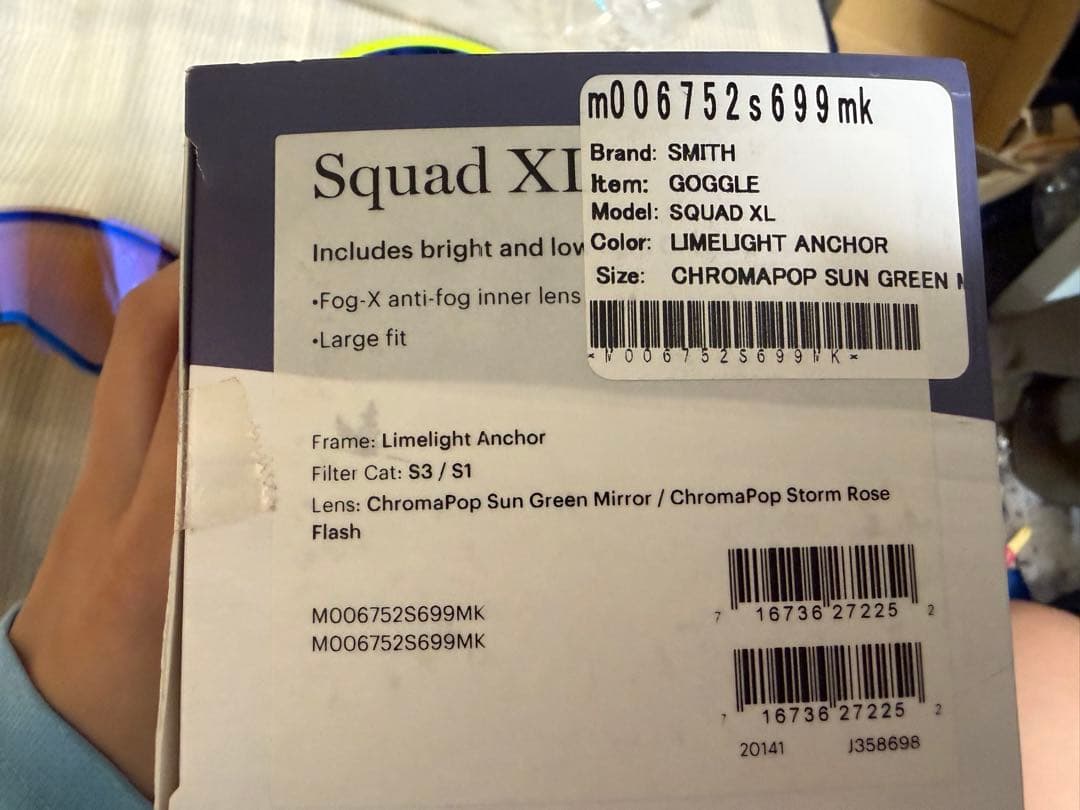 m006752s699mk
Brand: SMITH
Item: GOGGLE
Model: SQUAD XL
Color: LIMELIGHT ANCHOR
Size: CHROMAPOP SUN GREEN
*M006752S699MK*
Squad
Includes bright and
•Fog-X anti-fog inner lens
•Large fit
Frame: Limelight Anchor
Filter Cat: S3 / S1
Lens: ChromaPop Sun Green Mirror / ChromaPop Storm Rose
Flash
M006752S699MK
M006752S699MK
7 16736 27225 2
7 16736 27225 2
20141 J358698